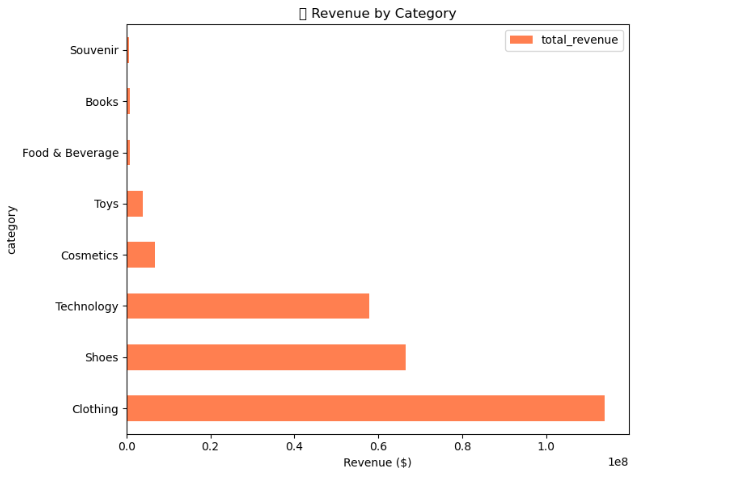 ▯ Revenue by Category
total_revenue
Souvenir
Books
Food & Beverage
Toys
Cosmetics
Technology
Shoes
Clothing
category
0.0 0.2 0.4 0.6 0.8 1.0
1e8
Revenue ($)